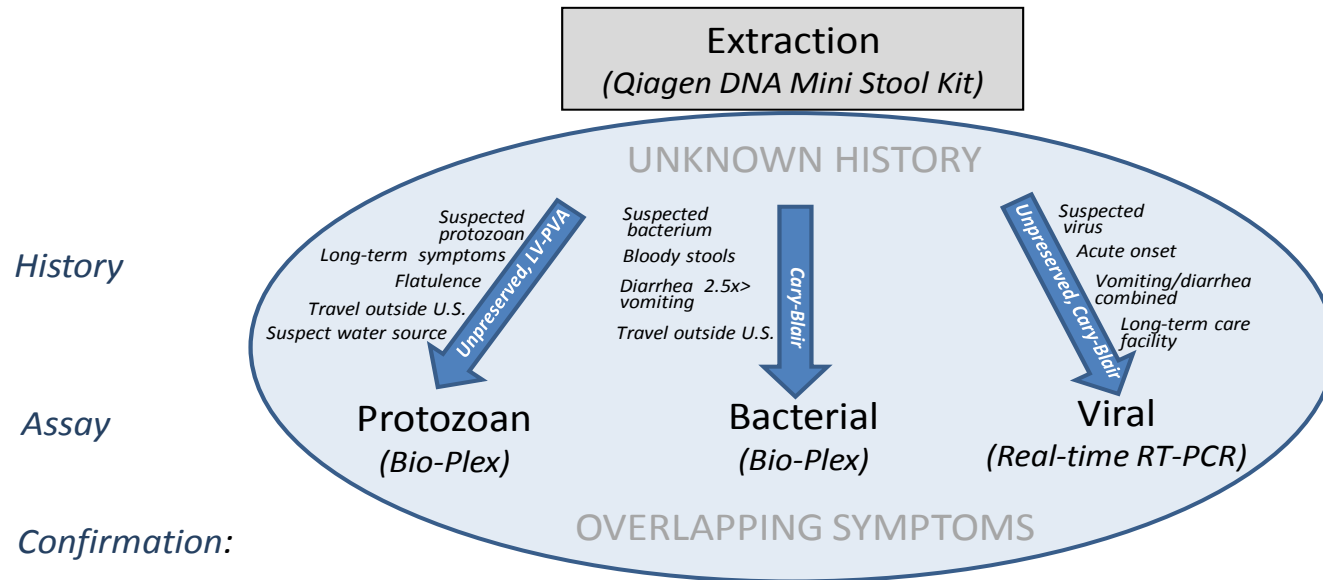 Extraction
(Qiagen DNA Mini Stool Kit)
UNKNOWN HISTORY
History
Suspected
protozoan
Long-term symptoms
Flatulence
Travel outside U.S.
Suspect water source
Unpreserved, LV-PVA
Suspected
bacterium
Bloody stools
Diarrhea 2.5x>
vomiting
Travel outside U.S.
Cary-Blair
Unpreserved, Cary-Blair
Suspected
virus
Acute onset
Vomiting/diarrhea
combined
Long-term care
facility
Assay
Protozoan
(Bio-Plex)
Bacterial
(Bio-Plex)
Viral
(Real-time RT-PCR)
OVERLAPPING SYMPTOMS
Confirmation: